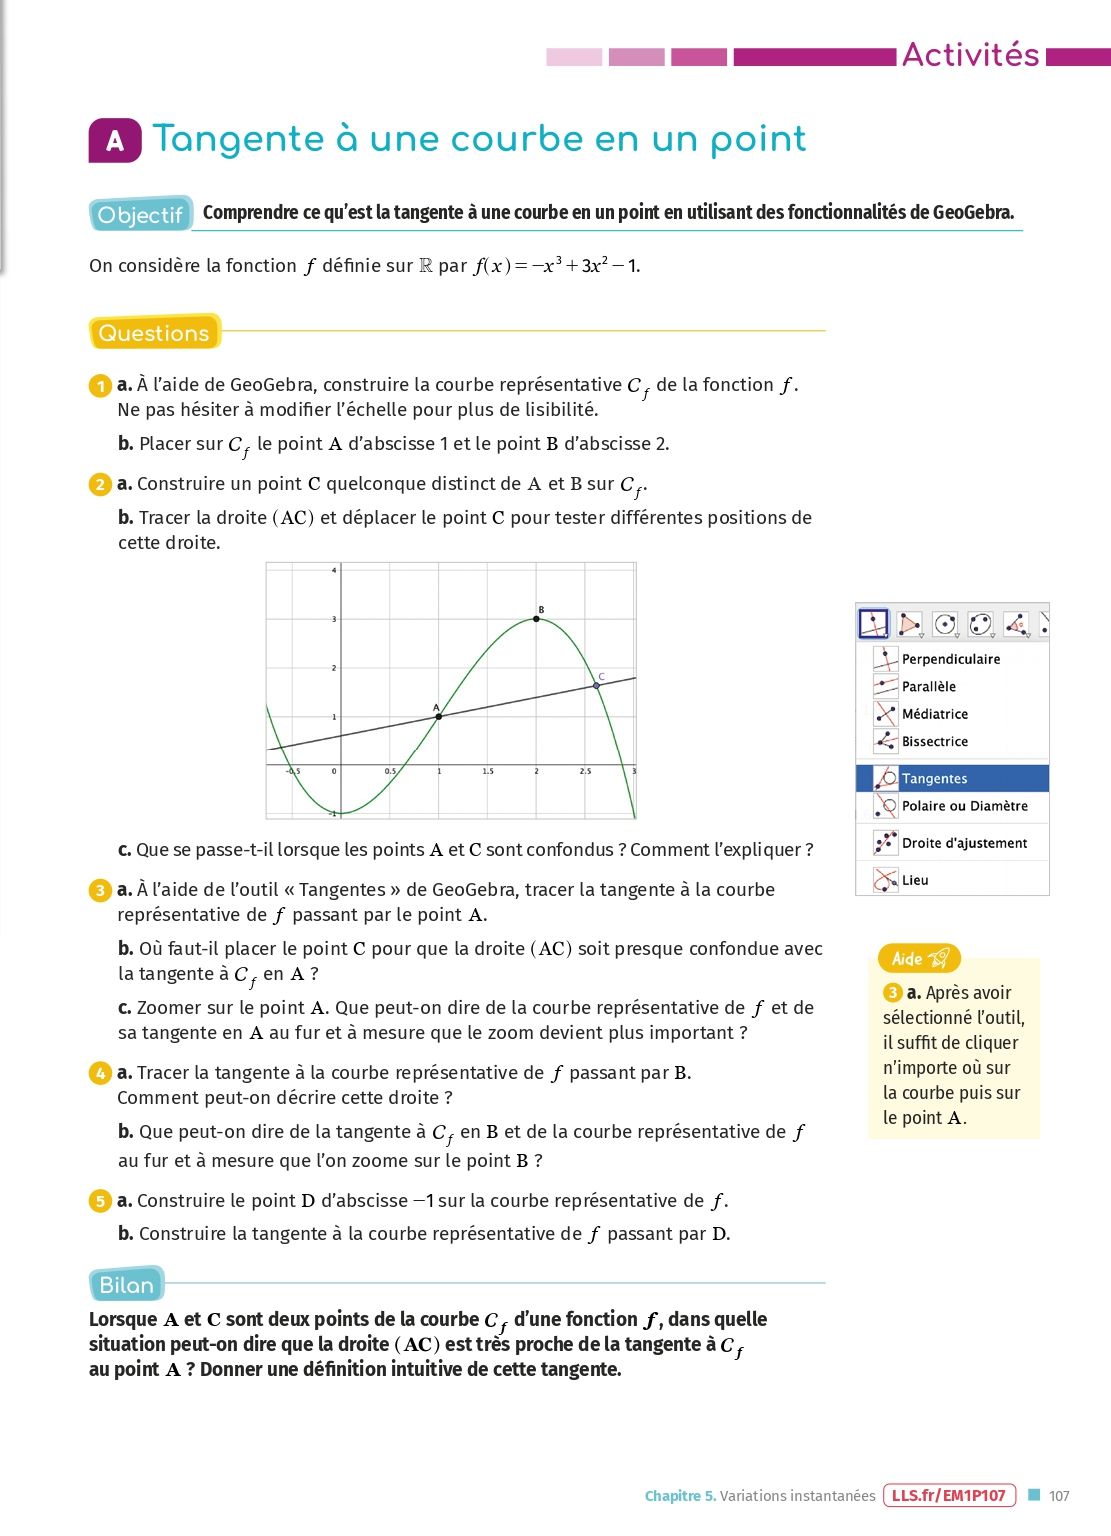 Activités
A Tangente à une courbe en un point
Objectif Comprendre ce qu’est la tangente à une courbe en un point en utilisant des fonctionnalités de GeoGebra.
On considère la fonction f définie sur ℝ par f(x) = −x³ + 3x² − 1.
Questions
1 a. À l’aide de GeoGebra, construire la courbe représentative C_f de la fonction f.
Ne pas hésiter à modifier l’échelle pour plus de lisibilité.
b. Placer sur C_f le point A d’abscisse 1 et le point B d’abscisse 2.
2 a. Construire un point C quelconque distinct de A et B sur C_f.
b. Tracer la droite (AC) et déplacer le point C pour tester différentes positions de
cette droite.
4
3
2
1
-1
-0.5
0
0.5
1
1.5
2
2.5
3
A
B
C
Perpendiculaire
Parallèle
Médiatrice
Bissectrice
Tangentes
Polaire ou Diamètre
Droite d'ajustement
Lieu
c. Que se passe-t-il lorsque les points A et C sont confondus ? Comment l’expliquer ?
3 a. À l’aide de l’outil « Tangentes » de GeoGebra, tracer la tangente à la courbe
représentative de f passant par le point A.
b. Où faut-il placer le point C pour que la droite (AC) soit presque confondue avec
la tangente à C_f en A ?
c. Zoomer sur le point A. Que peut-on dire de la courbe représentative de f et de
sa tangente en A au fur et à mesure que le zoom devient plus important ?
Aide
3 a. Après avoir
sélectionné l’outil,
il suffit de cliquer
n’importe où sur
la courbe puis sur
le point A.
4 a. Tracer la tangente à la courbe représentative de f passant par B.
Comment peut-on décrire cette droite ?
b. Que peut-on dire de la tangente à C_f en B et de la courbe représentative de f
au fur et à mesure que l’on zoome sur le point B ?
5 a. Construire le point D d’abscisse −1 sur la courbe représentative de f.
b. Construire la tangente à la courbe représentative de f passant par D.
Bilan
Lorsque A et C sont deux points de la courbe C_f d’une fonction f, dans quelle
situation peut-on dire que la droite (AC) est très proche de la tangente à C_f
au point A ? Donner une définition intuitive de cette tangente.
Chapitre 5. Variations instantanées LLS.fr/EM1P107 107